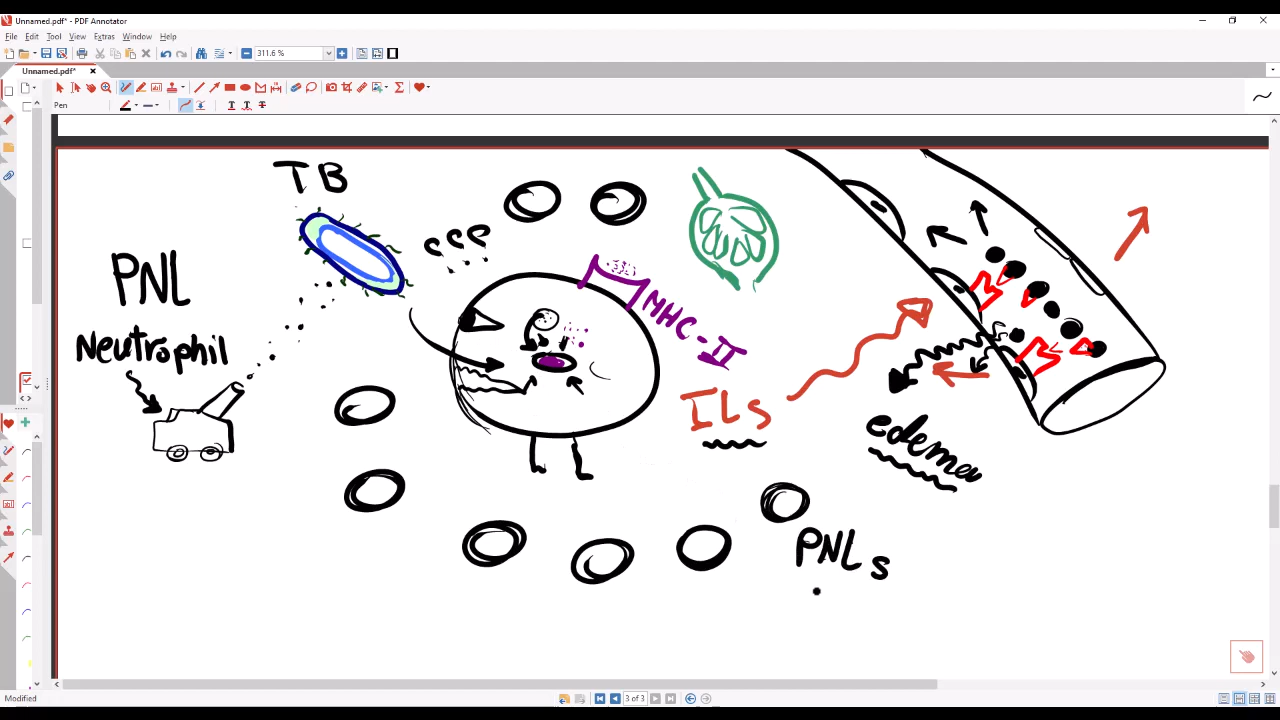 Unnamed.pdf* - PDF Annotator
File Edit Tool View Extras Window Help
311.6 %
Unnamed.pdf*
Pen
TB
PNL
Neutrophil
MHC-II
ILs
edema
PNLs
Modified
3 of 3